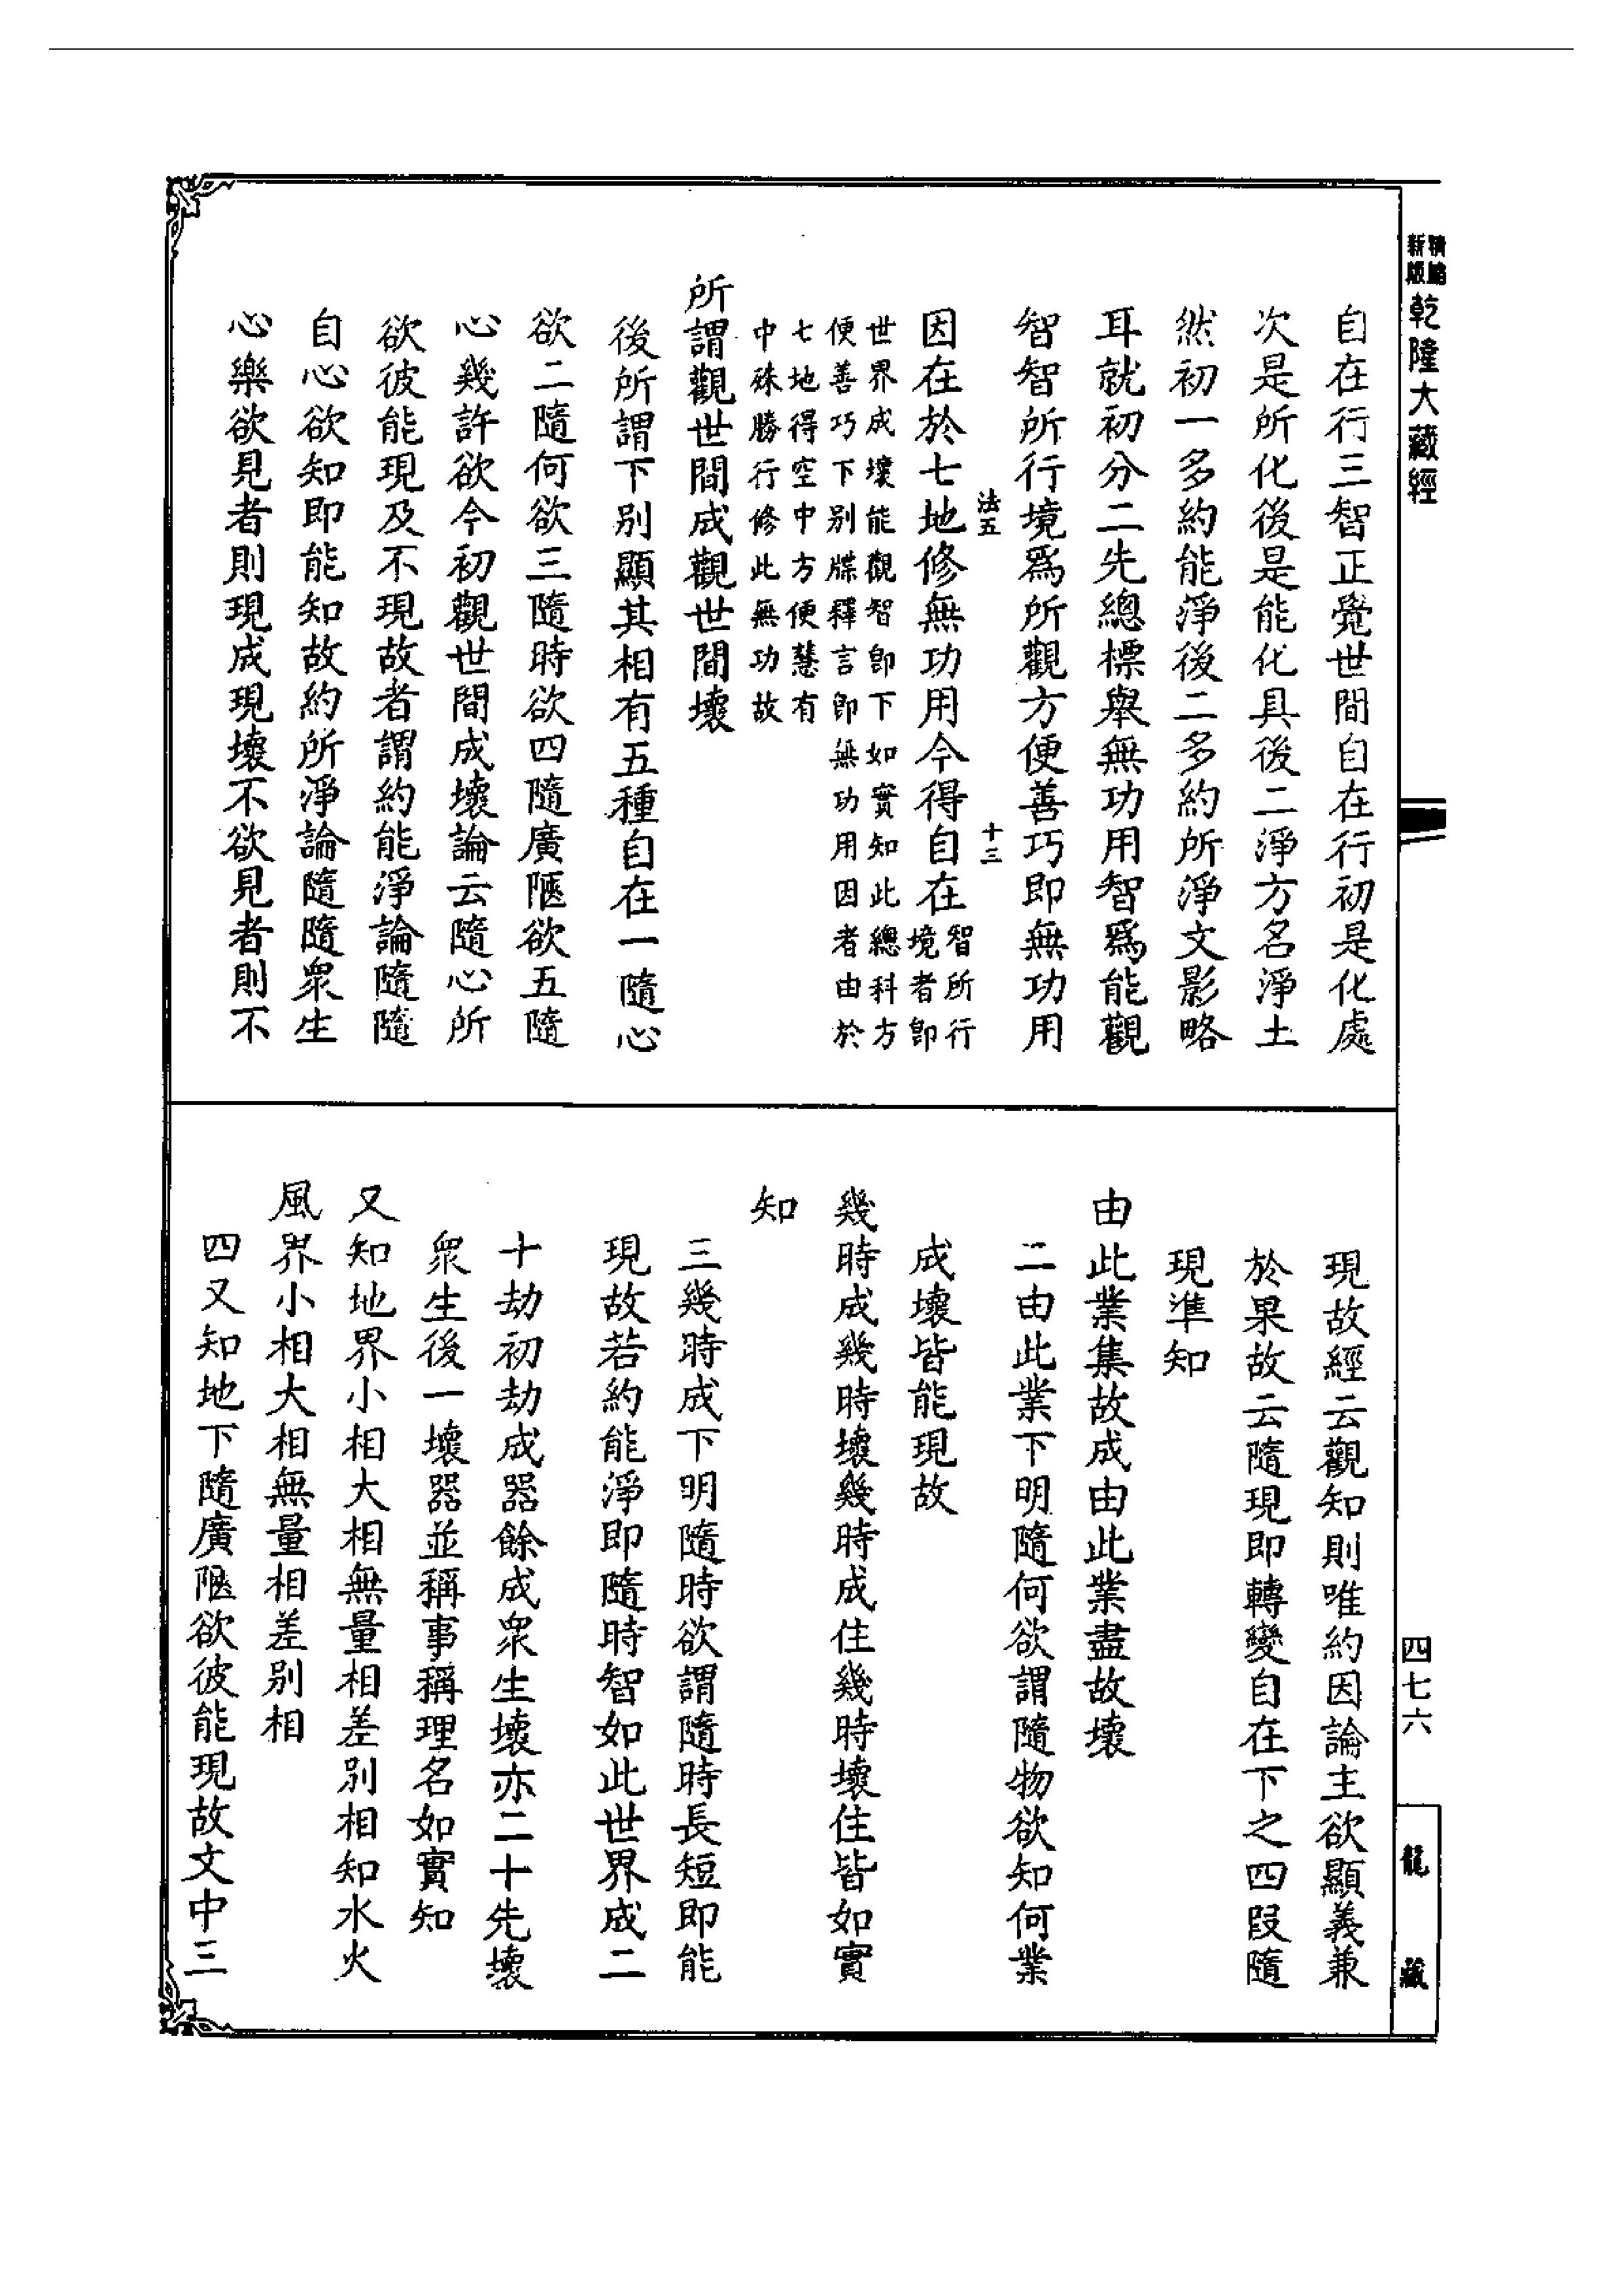 精編
新版
乾隆大藏經
自在行三智正覺世間自在行初是化處
次是所化後是能化具後二淨方名淨土
然初一多約能淨後二多約所淨文影略
耳就初分二先總標舉無功用智爲能觀
智智所行境爲所觀方便善巧即無功用
法五
十三
因在於七地修無功用今得自在智所行
境者卽
世界成壞能觀智卽下如實知此總科方
便善巧下別牒釋言卽無功用因者由於
七地得空中方便慧有
中殊勝行修此無功故
所謂觀世間成觀世間壞
後所謂下別顯其相有五種自在一隨心
欲二隨何欲三隨時欲四隨廣陿欲五隨
心幾許欲今初觀世間成壞論云隨心所
欲彼能現及不現故者謂約能淨論隨隨
自心欲知即能知故約所淨論隨隨衆生
心樂欲見者則現成現壞不欲見者則不
現故經云觀知則唯約因論主欲顯義兼
於果故云隨現即轉變自在下之四段隨
現準知
由此業集故成由此業盡故壞
二由此業下明隨何欲謂隨物欲知何業
成壞皆能現故
幾時成幾時壞幾時成住幾時壞住皆如實
知
三幾時成下明隨時欲謂隨時長短即能
現故若約能淨即隨時智如此世界成二
十劫初劫成器餘成衆生壞亦二十先壞
衆生後一壞器並稱事稱理名如實知
又知地界小相大相無量相差別相知水火
風界小相大相無量相差別相
四又知地下隨廣陿欲彼能現故文中三
四七六
龍藏